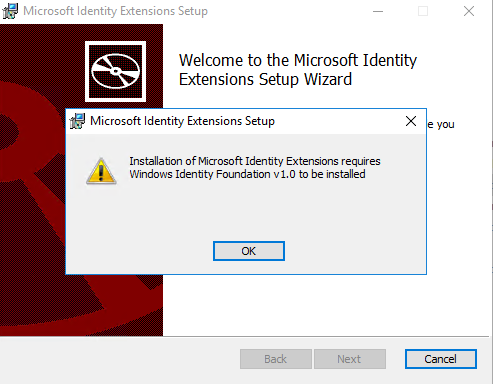 Microsoft Identity Extensions Setup
Welcome to the Microsoft Identity
Extensions Setup Wizard
Microsoft Identity Extensions Setup
e you
Installation of Microsoft Identity Extensions requires
Windows Identity Foundation v1.0 to be installed
OK
Back
Next
Cancel